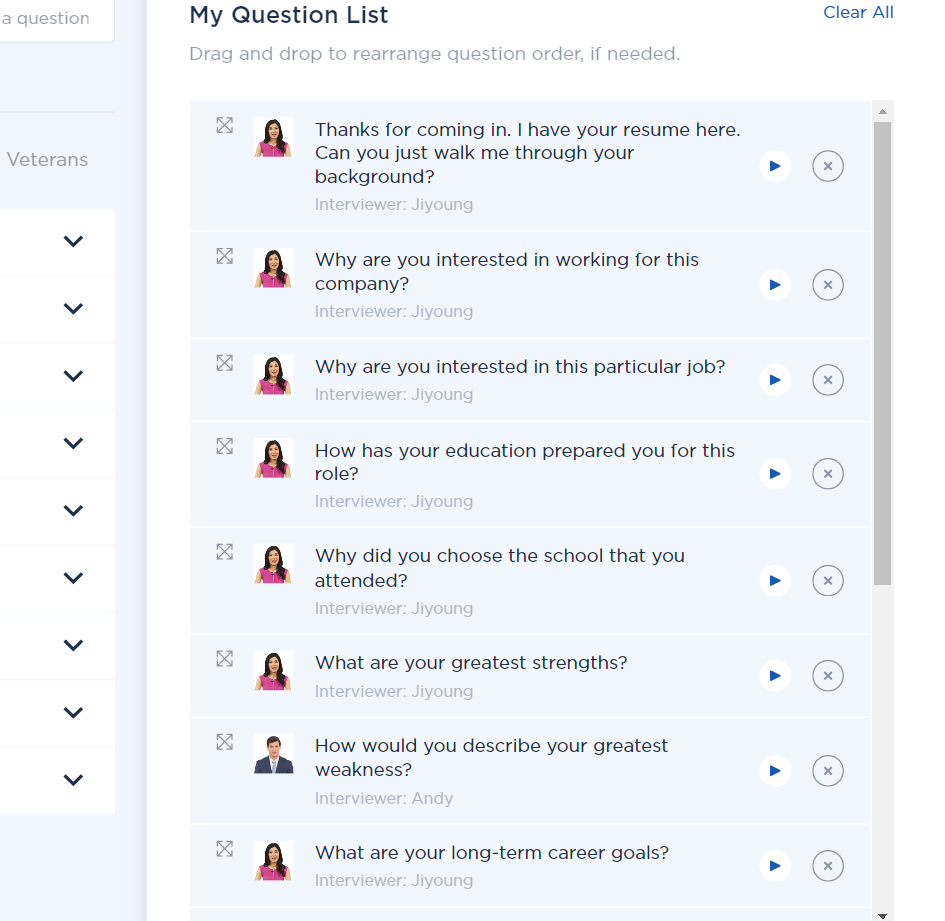 a question
Veterans
My Question List
Clear All
Drag and drop to rearrange question order, if needed.
Thanks for coming in. I have your resume here.
Can you just walk me through your
background?
Interviewer: Jiyoung
Why are you interested in working for this
company?
Interviewer: Jiyoung
Why are you interested in this particular job?
Interviewer: Jiyoung
How has your education prepared you for this
role?
Interviewer: Jiyoung
Why did you choose the school that you
attended?
Interviewer: Jiyoung
What are your greatest strengths?
Interviewer: Jiyoung
How would you describe your greatest
weakness?
Interviewer: Andy
What are your long-term career goals?
Interviewer: Jiyoung